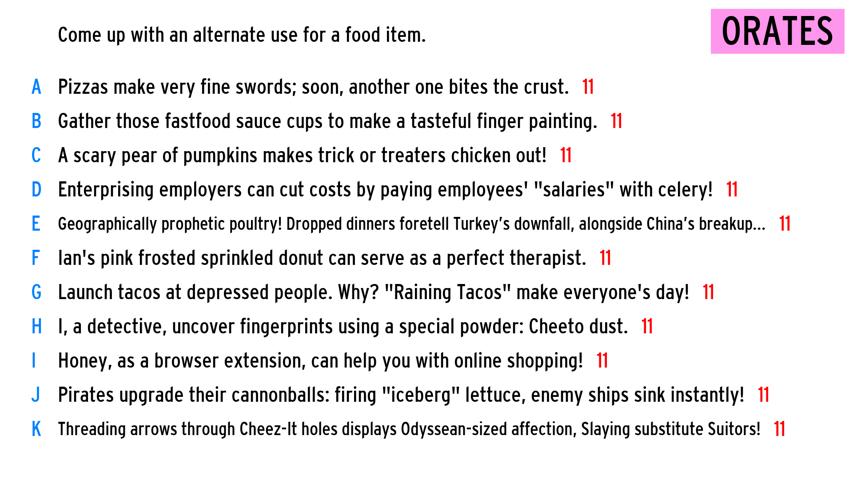 Come up with an alternate use for a food item.
ORATES
A Pizzas make very fine swords; soon, another one bites the crust. 11
B Gather those fastfood sauce cups to make a tasteful finger painting. 11
C A scary pear of pumpkins makes trick or treaters chicken out! 11
D Enterprising employers can cut costs by paying employees' "salaries" with celery! 11
E Geographically prophetic poultry! Dropped dinners foretell Turkey's downfall, alongside China's breakup... 11
F Ian's pink frosted sprinkled donut can serve as a perfect therapist. 11
G Launch tacos at depressed people. Why? "Raining Tacos" make everyone's day! 11
H I, a detective, uncover fingerprints using a special powder: Cheeto dust. 11
I Honey, as a browser extension, can help you with online shopping! 11
J Pirates upgrade their cannonballs: firing "iceberg" lettuce, enemy ships sink instantly! 11
K Threading arrows through Cheez-It holes displays Odyssean-sized affection, Slaying substitute Suitors! 11